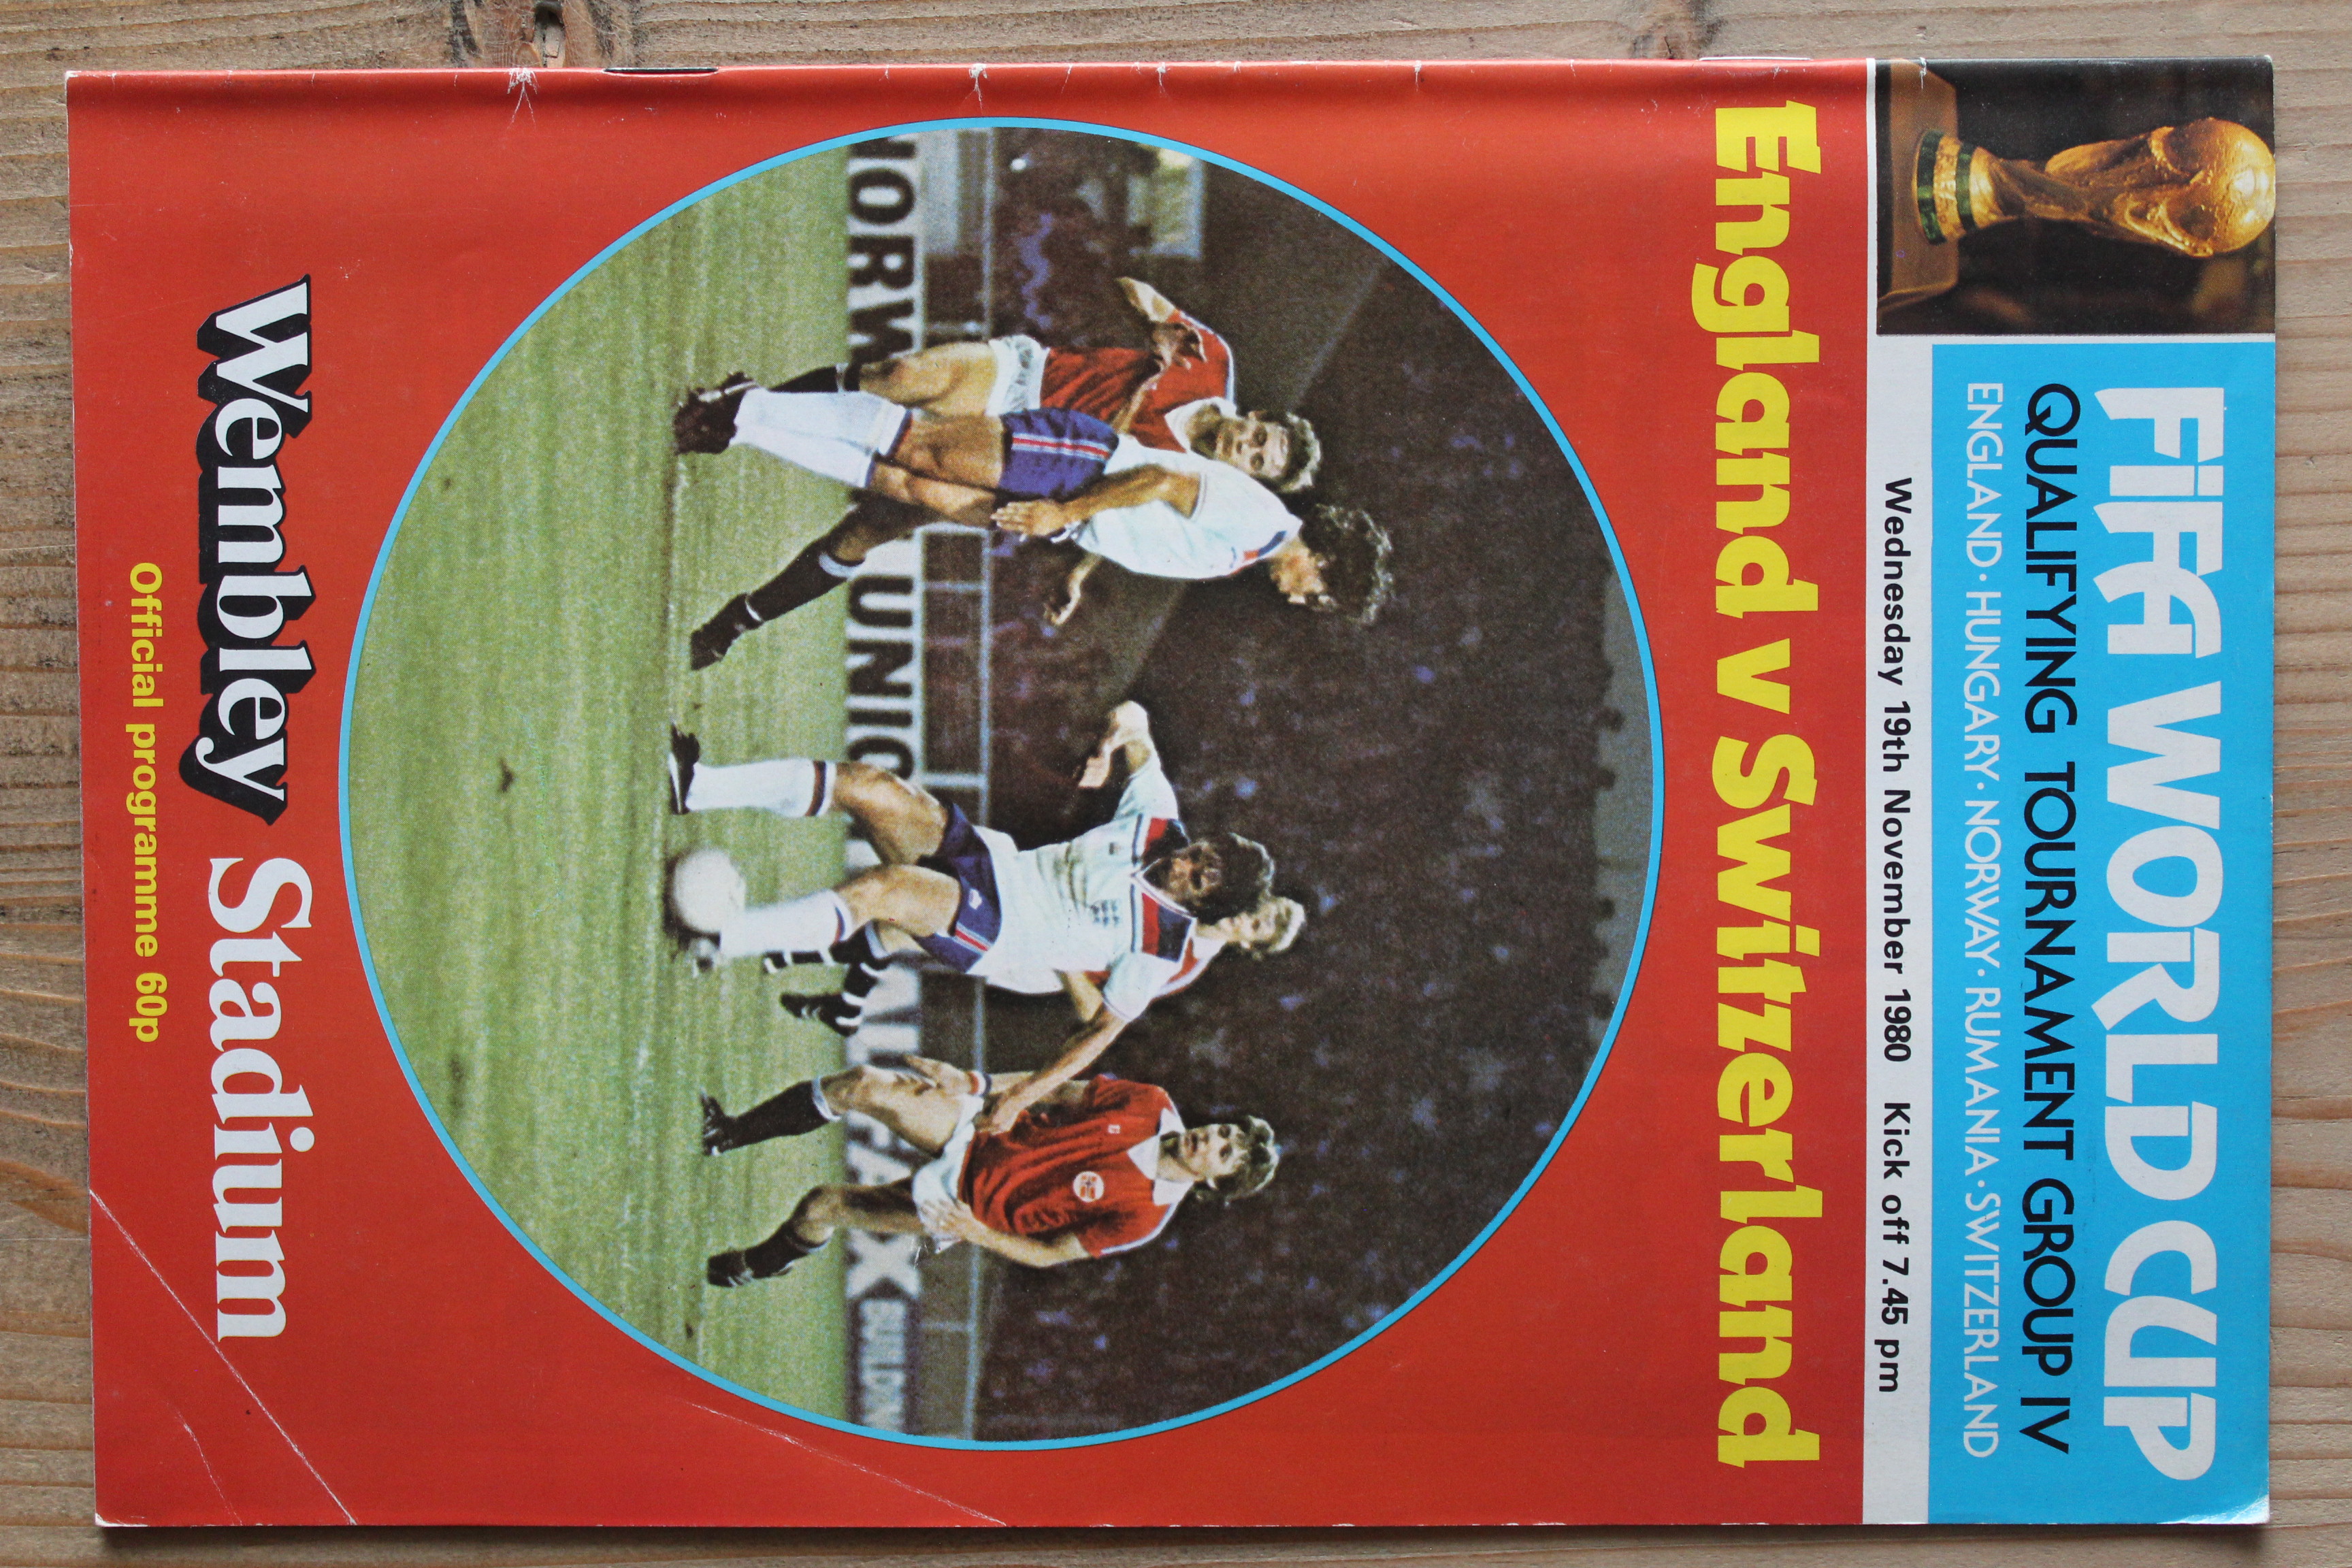 FIFA WORLD CUP
QUALIFYING TOURNAMENT GROUP IV
ENGLAND·HUNGARY·NORWAY·RUMANIA·SWITZERLAND
Wednesday 19th November 1980 Kick off 7.45 pm
England v Switzerland
UNIC
Wembley Stadium
Official programme 60p